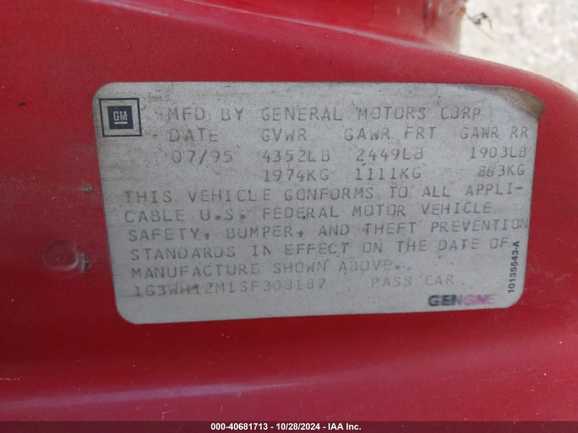 GM
MFD BY GENERAL MOTORS CORP
DATE GVWR GAWR FRT GAWR RR
07/95 4352LB 2449LB 1903LB
1974KG 1111KG 863KG
THIS VEHICLE CONFORMS TO ALL APPLI-
CABLE U.S. FEDERAL MOTOR VEHICLE
SAFETY, BUMPER, AND THEFT PREVENTION
STANDARDS IN EFFECT ON THE DATE OF
MANUFACTURE SHOWN ABOVE.
1G3WH12M1SF308187 PASS CAR
GENGNE
10135543-A
000-40681713 - 10/28/2024 - IAA Inc.